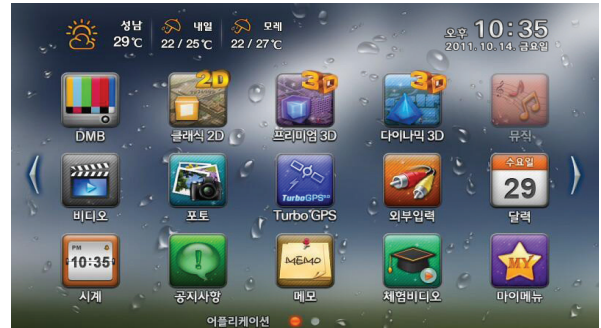 성남
29℃
내일
22 / 25℃
모레
22 / 27℃
오후 10:35
2011. 10. 14. 금요일
2D
3D
3D
DMB
클래식 2D
프리미엄 3D
다이나믹 3D
뮤직
TurboGPS
수요일
29
비디오
포토
Turbo GPS
외부입력
달력
PM
10:35
MEMO
MY
시계
공지사항
메모
체험비디오
마이메뉴
어플리케이션